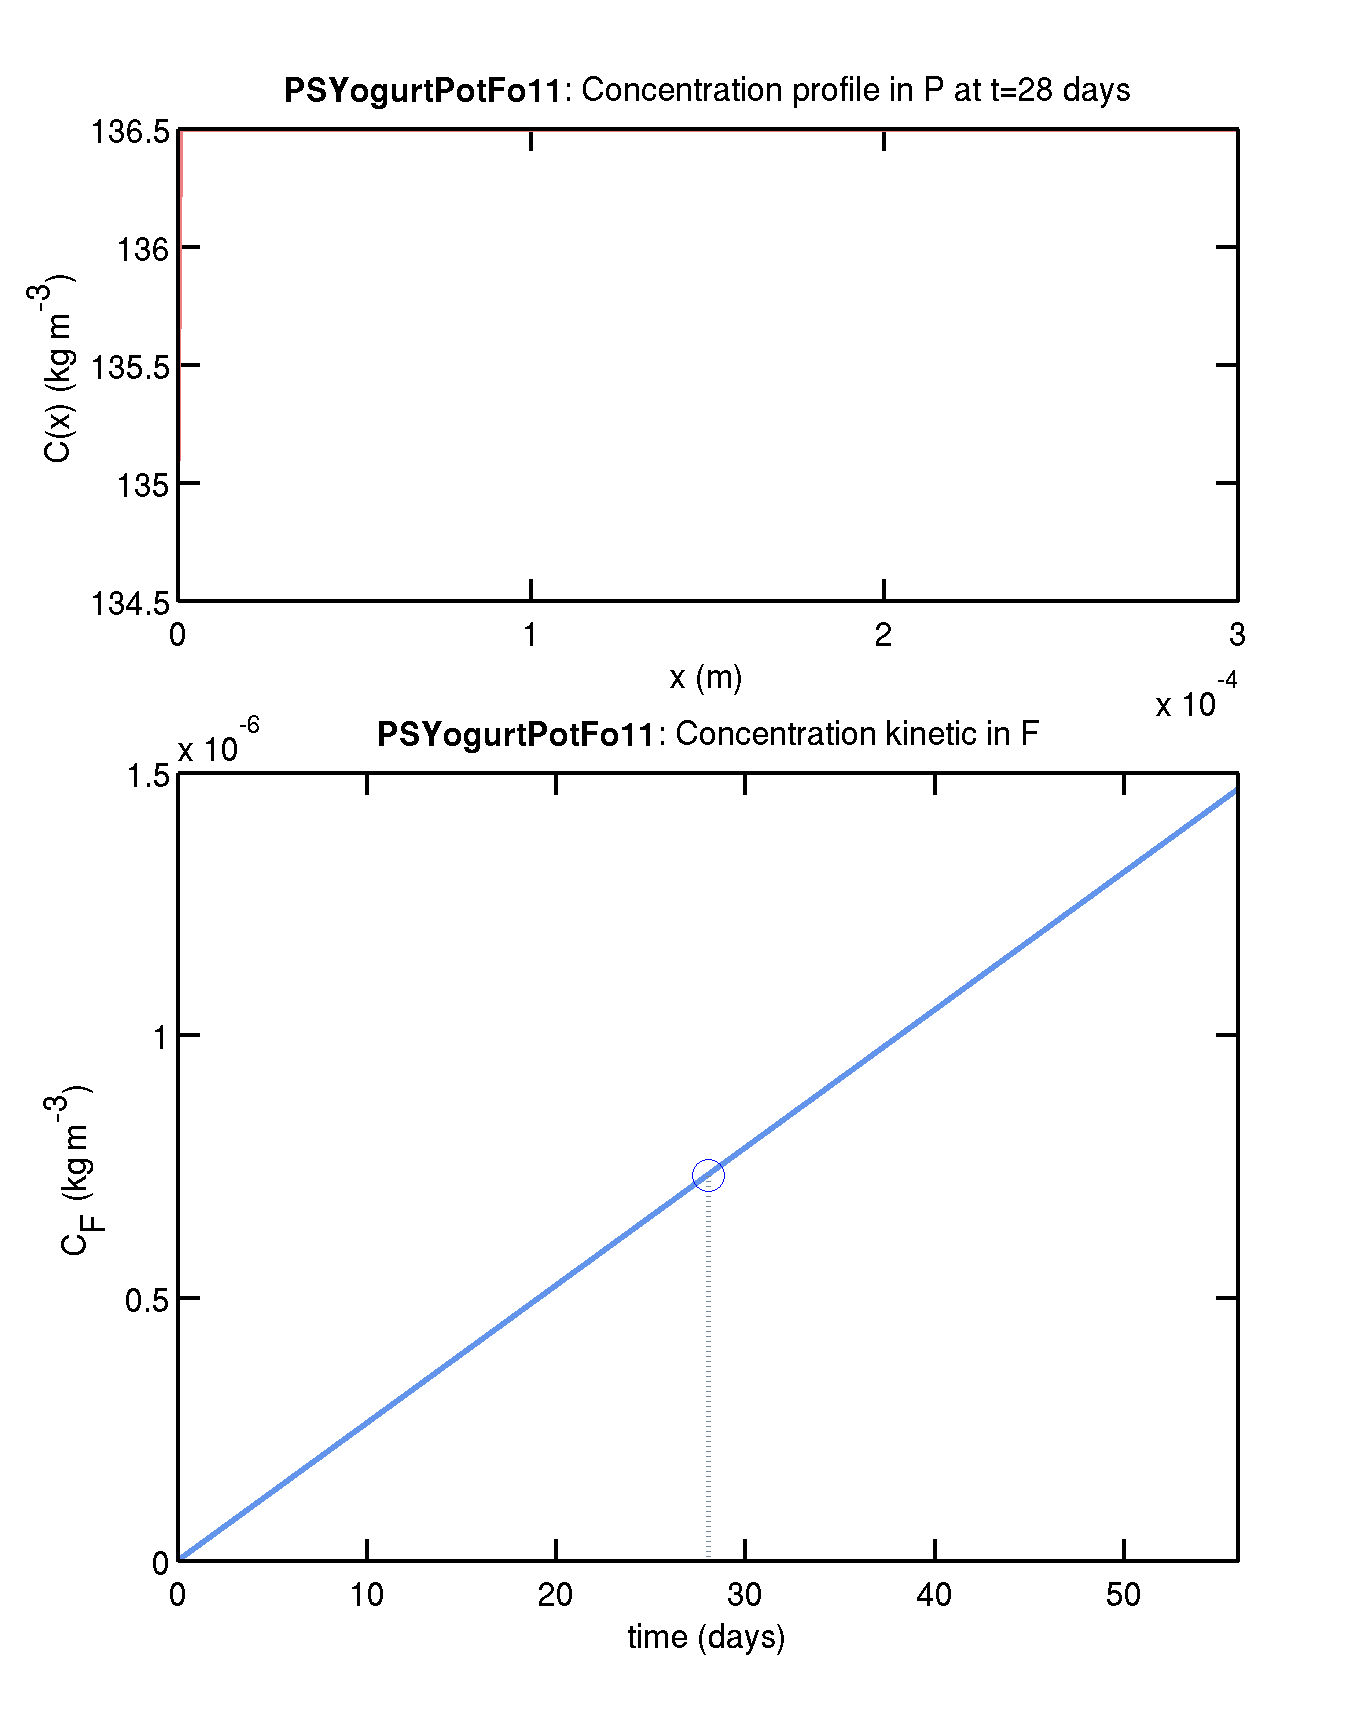 PSYogurtPotFo11: Concentration profile in P at t=28 days
136.5
136
135.5
135
134.5
C(x) (kg m-3)
0 1 2 3
x (m)
x 10-4
PSYogurtPotFo11: Concentration kinetic in F
x 10-6
1.5
1
0.5
0
CF (kg m-3)
0 10 20 30 40 50
time (days)